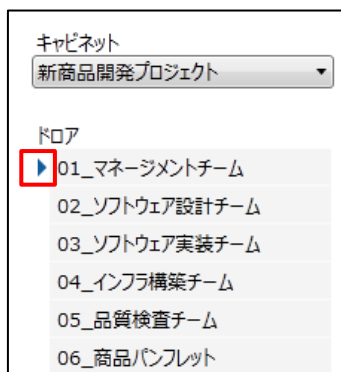 キャビネット
新商品開発プロジェクト
ドロア
01_マネージメントチーム
02_ソフトウェア設計チーム
03_ソフトウェア実装チーム
04_インフラ構築チーム
05_品質検査チーム
06_商品パンフレット